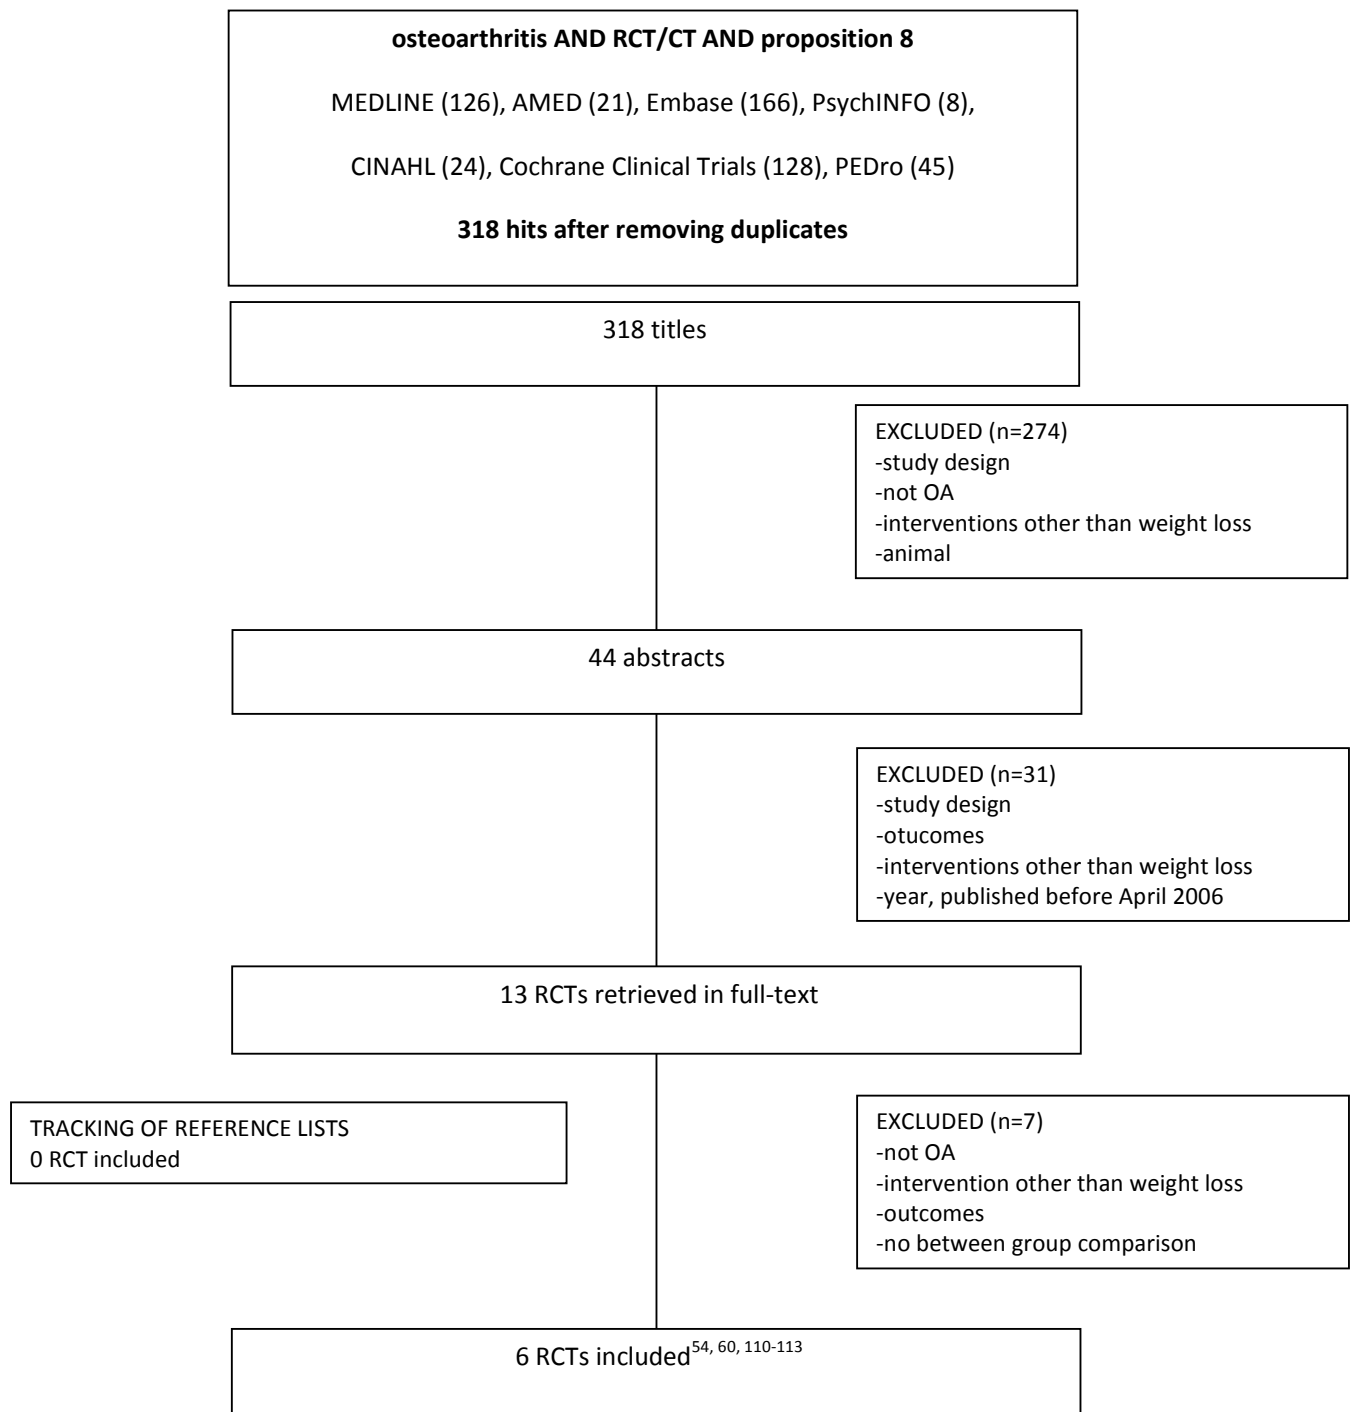 osteoarthritis AND RCT/CT AND proposition 8
MEDLINE (126), AMED (21), Embase (166), PsychINFO (8),
CINAHL (24), Cochrane Clinical Trials (128), PEDro (45)
318 hits after removing duplicates
318 titles
EXCLUDED (n=274)
-study design
-not OA
-interventions other than weight loss
-animal
44 abstracts
EXCLUDED (n=31)
-study design
-otucomes
-interventions other than weight loss
-year, published before April 2006
13 RCTs retrieved in full-text
TRACKING OF REFERENCE LISTS
0 RCT included
EXCLUDED (n=7)
-not OA
-intervention other than weight loss
-outcomes
-no between group comparison
6 RCTs included54, 60, 110-113